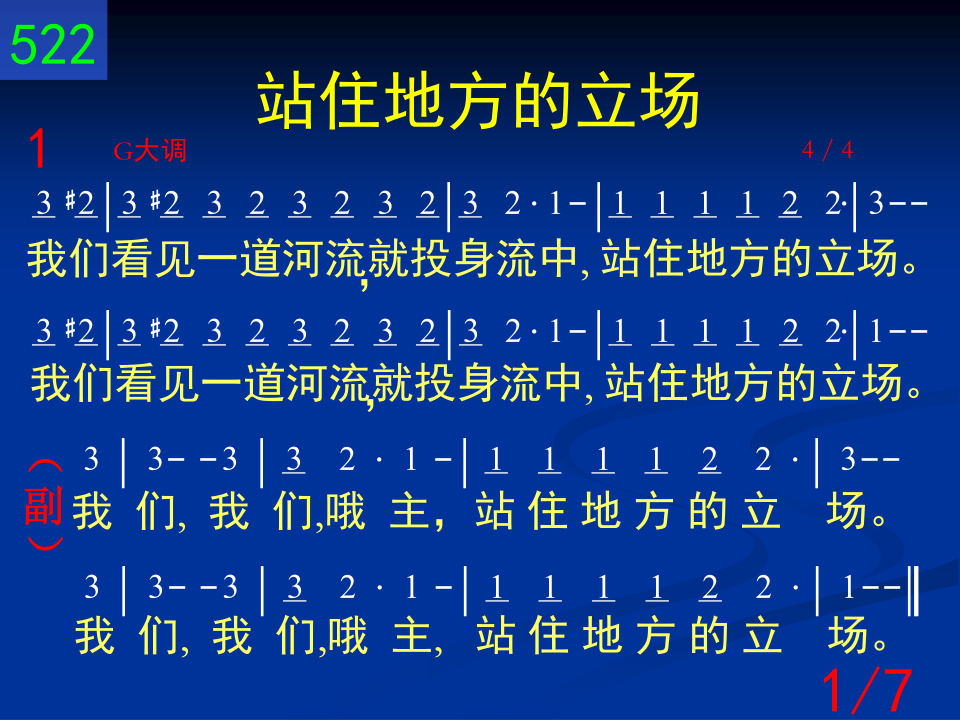 522
站住地方的立场
1
G大调 4/4
3 #2|3 #2 3 2 3 2 3 2|3 2·1-|1 1 1 1 2 2·|3--
我们看见一道河流,就投身流中,站住地方的立场。
3 #2|3 #2 3 2 3 2 3 2|3 2·1-|1 1 1 1 2 2·|1--
我们看见一道河流,就投身流中,站住地方的立场。
(副)
3|3--3|3 2·1-|1 1 1 1 2 2·|3--
我 们, 我 们,哦 主，站 住 地 方 的 立 场。
3|3--3|3 2·1-|1 1 1 1 2 2·|1--‖
我 们, 我 们,哦 主, 站 住 地 方 的 立 场。
1/7